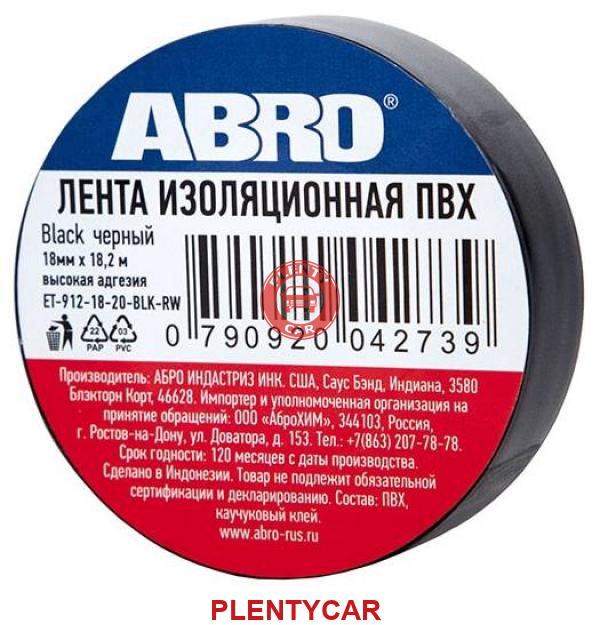 ABRO®
ЛЕНТА ИЗОЛЯЦИОННАЯ ПВХ
Black черный
18мм x 18,2 м
высокая адгезия
ET-912-18-20-BLK-RW
PLENTY
CAR
22
PAP
03
PVC
0 790920 042739
Производитель: АБРО ИНДАСТРИЗ ИНК. США, Саус Бэнд, Индиана, 3580
Блэкторн Корт, 46628. Импортер и уполномоченная организация на
принятие обращений: ООО «АброХИМ», 344103, Россия,
г. Ростов-на-Дону, ул. Доватора, д. 153. Тел.: +7(863) 207-78-78.
Срок годности: 120 месяцев с даты производства.
Сделано в Индонезии. Товар не подлежит обязательной
сертификации и декларированию. Состав: ПВХ,
каучуковый клей.
www.abro-rus.ru
PLENTYCAR